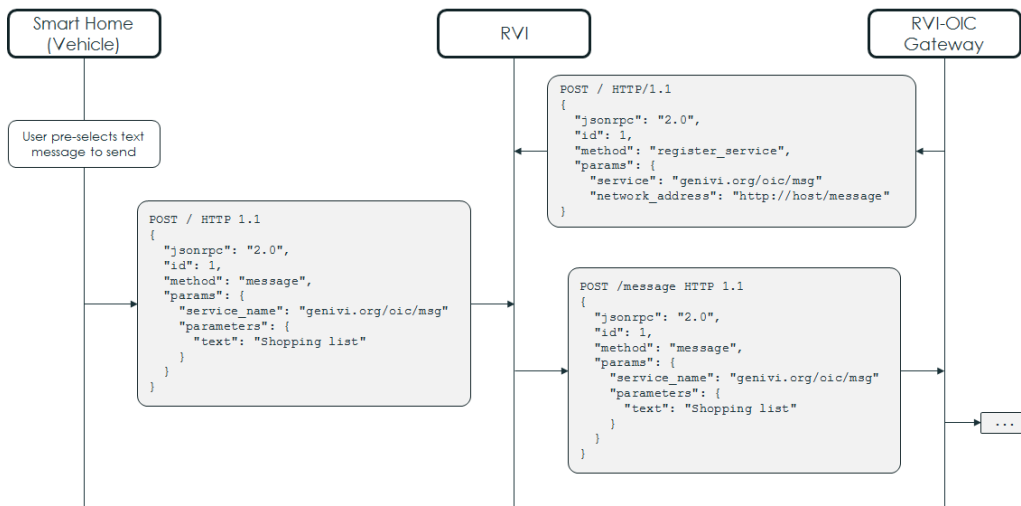 Smart Home
(Vehicle)
RVI
RVI-OIC
Gateway
POST / HTTP/1.1
{
"jsonrpc": "2.0",
"id": 1,
"method": "register_service",
"params": {
"service": "genivi.org/oic/msg"
"network_address": "http://host/message"
}
User pre-selects text
message to send
POST / HTTP 1.1
{
"jsonrpc": "2.0",
"id": 1,
"method": "message",
"params": {
"service_name": "genivi.org/oic/msg"
"parameters": {
"text": "Shopping list"
}
}
}
POST /message HTTP 1.1
{
"jsonrpc": "2.0",
"id": 1,
"method": "message",
"params": {
"service_name": "genivi.org/oic/msg"
"parameters": {
"text": "Shopping list"
}
}
}
...